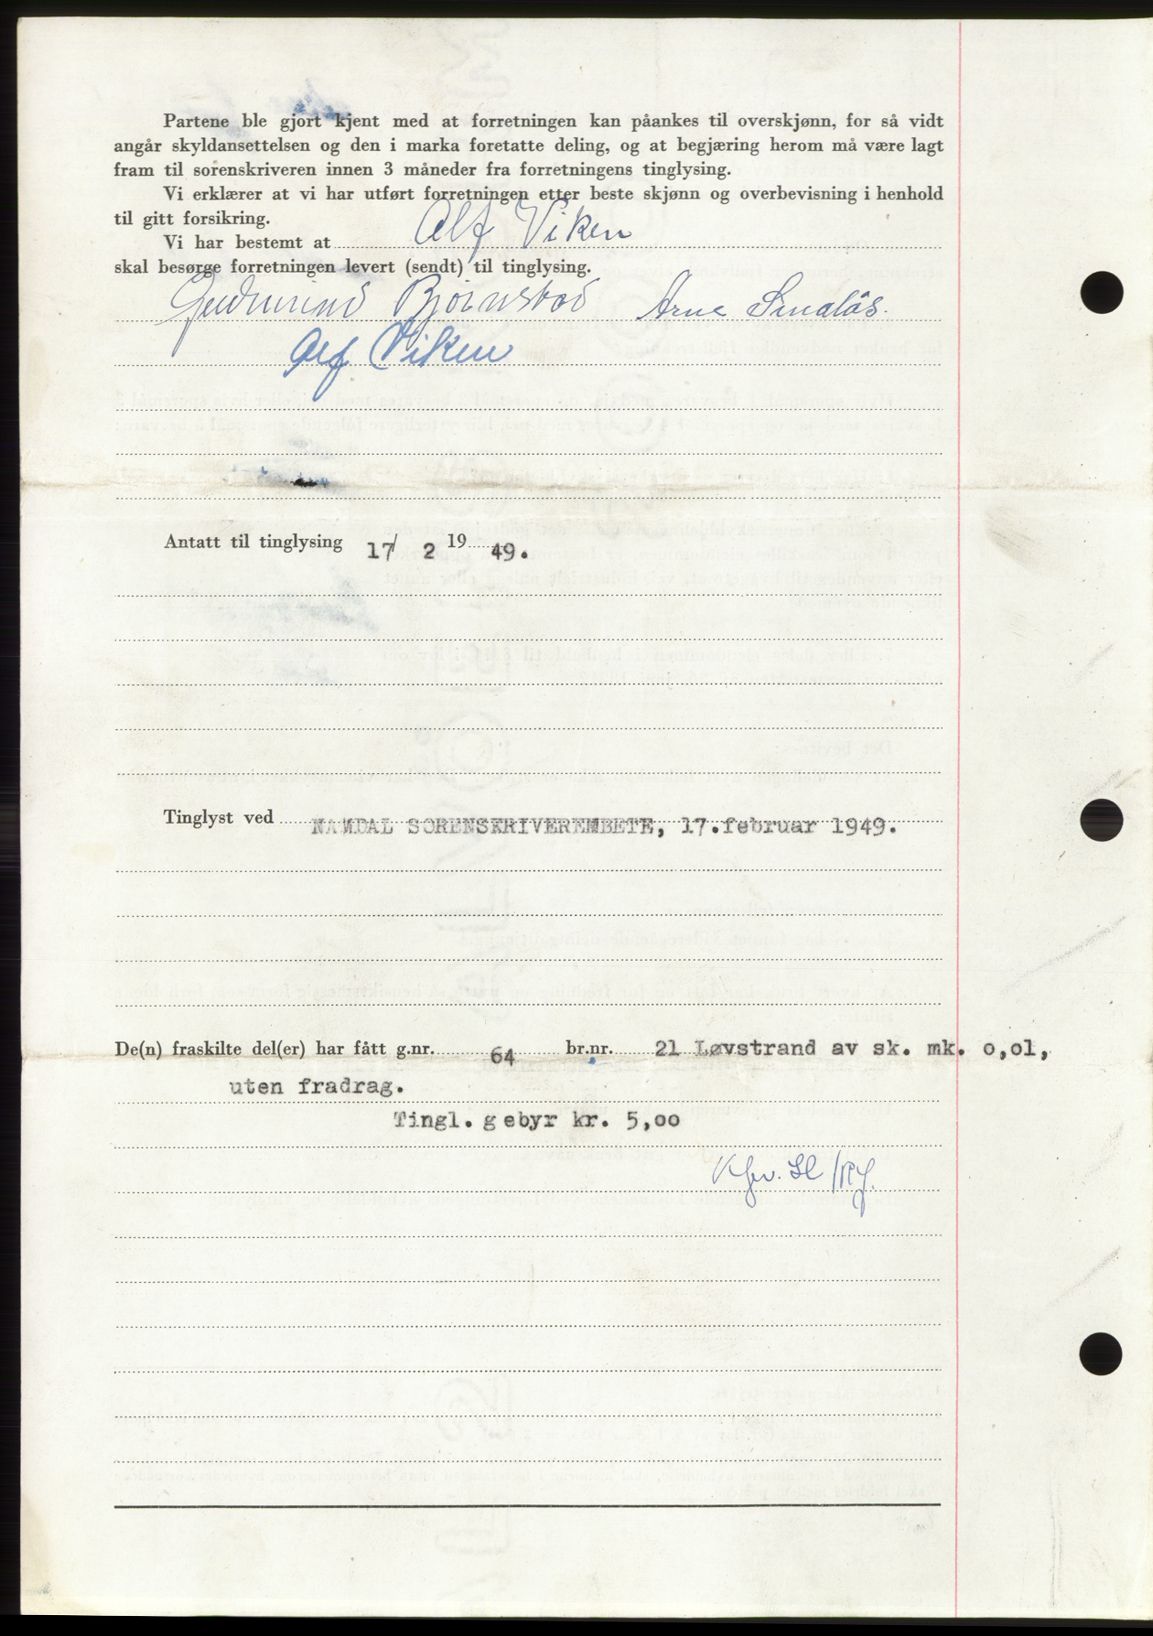 Partene ble gjort kjent med at forretningen kan påankes til overskjønn, for så vidt
angår skyldansettelsen og den i marka foretatte deling, og at begjæring herom må være lagt
fram til sorenskriveren innen 3 måneder fra forretningens tinglysing.
Vi erklærer at vi har utført forretningen etter beste skjønn og overbevisning i henhold
til gitt forsikring.
Vi har bestemt at Alf Viken
skal besørge forretningen levert (sendt) til tinglysing.
Gudmund Bjørnstad Arne Smalås.
Alf Viken
Antatt til tinglysing 17/ 2 19 49.
Tinglyst ved NAMDAL SORENSKRIVEREMBETE, 17.februar 1949.
De(n) fraskilte del(er) har fått g.nr. 64 br.nr. 21 Løvstrand av sk. mk. o,o1,
uten fradrag.
Tingl. gebyr kr. 5,oo